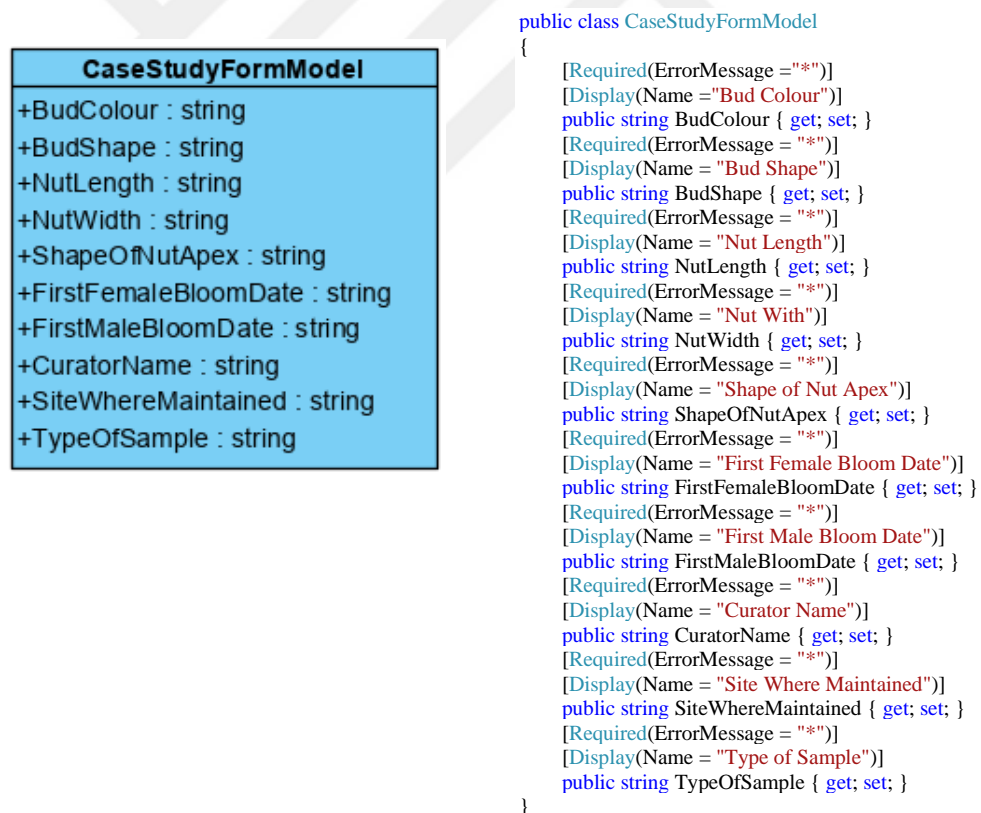 CaseStudyFormModel
+BudColour : string
+BudShape : string
+NutLength : string
+NutWidth : string
+ShapeOfNutApex : string
+FirstFemaleBloomDate : string
+FirstMaleBloomDate : string
+CuratorName : string
+SiteWhereMaintained : string
+TypeOfSample : string
public class CaseStudyFormModel
{
[Required(ErrorMessage ="*")]
[Display(Name ="Bud Colour")]
public string BudColour { get; set; }
[Required(ErrorMessage = "*")]
[Display(Name = "Bud Shape")]
public string BudShape { get; set; }
[Required(ErrorMessage = "*")]
[Display(Name = "Nut Length")]
public string NutLength { get; set; }
[Required(ErrorMessage = "*")]
[Display(Name = "Nut With")]
public string NutWidth { get; set; }
[Required(ErrorMessage = "*")]
[Display(Name = "Shape of Nut Apex")]
public string ShapeOfNutApex { get; set; }
[Required(ErrorMessage = "*")]
[Display(Name = "First Female Bloom Date")]
public string FirstFemaleBloomDate { get; set; }
[Required(ErrorMessage = "*")]
[Display(Name = "First Male Bloom Date")]
public string FirstMaleBloomDate { get; set; }
[Required(ErrorMessage = "*")]
[Display(Name = "Curator Name")]
public string CuratorName { get; set; }
[Required(ErrorMessage = "*")]
[Display(Name = "Site Where Maintained")]
public string SiteWhereMaintained { get; set; }
[Required(ErrorMessage = "*")]
[Display(Name = "Type of Sample")]
public string TypeOfSample { get; set; }
}